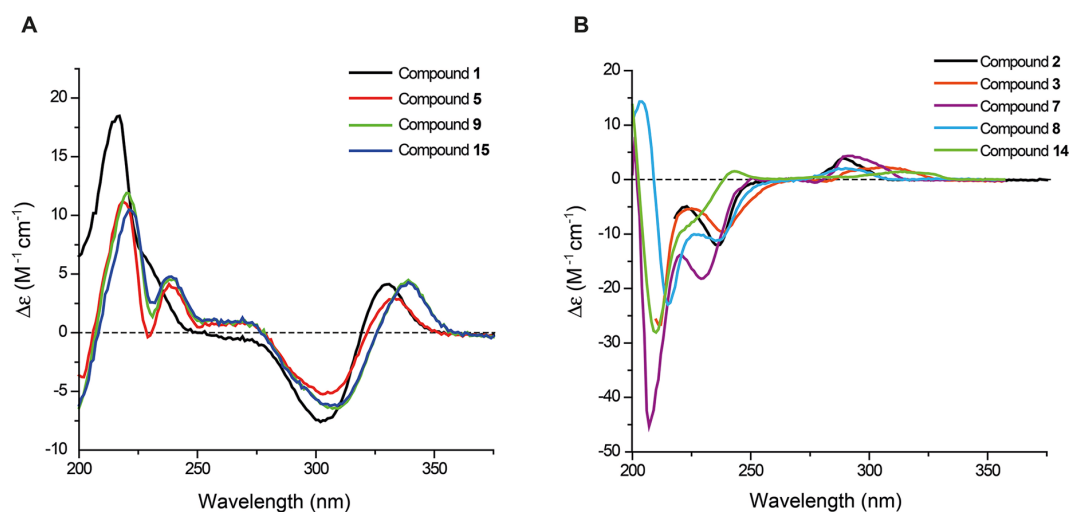 A
Compound 1
Compound 5
Compound 9
Compound 15
20
15
10
5
0
-5
-10
Δε (M⁻¹ cm⁻¹)
200
250
300
350
Wavelength (nm)
B
Compound 2
Compound 3
Compound 7
Compound 8
Compound 14
20
10
0
-10
-20
-30
-40
-50
Δε (M⁻¹ cm⁻¹)
200
250
300
350
Wavelength (nm)